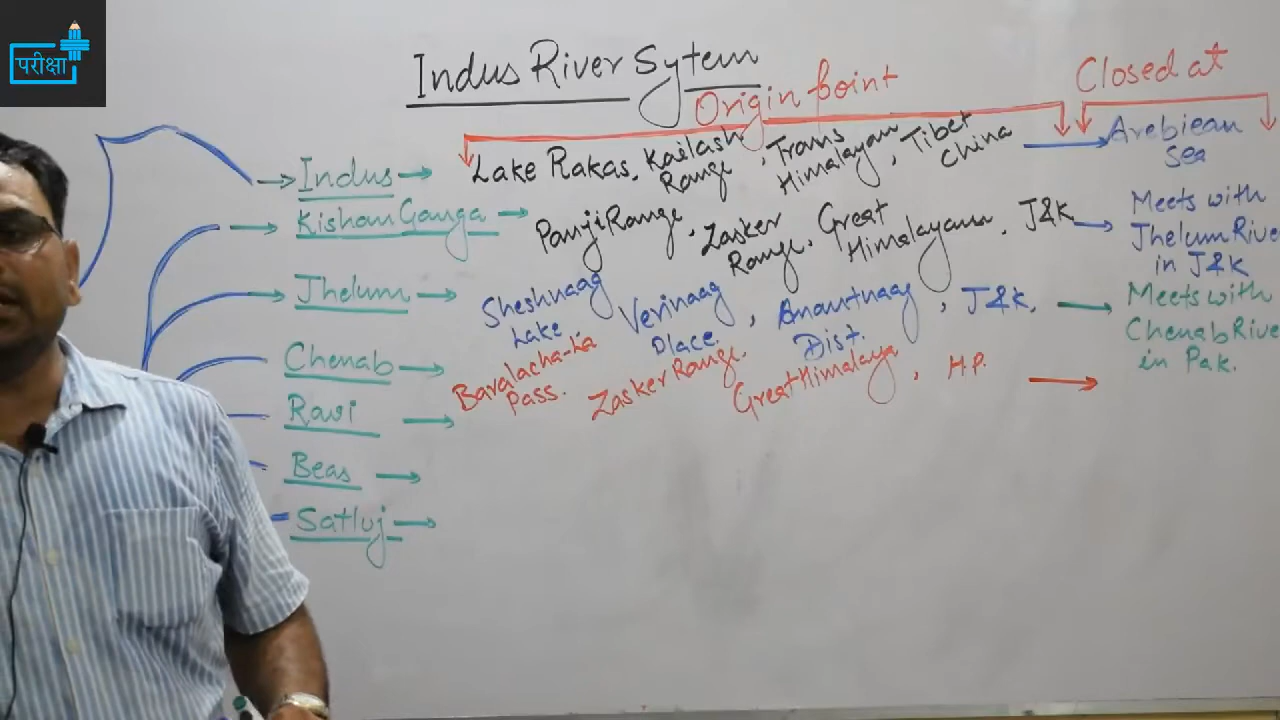 परीक्षा
Indus River Sytem
Origin point
Closed at
Indus → Lake Rakas, Kailash Range, Trans Himalayan, Tibet China → Arebiean Sea
Kishan Ganga → Panji Range, Zasker Range, Great Himalayana, J&K → Meets with Jhelum River in J&K
Jhelum → Sheshnaag Lake, Verinaag Place, Anantnaag Dist., J&K, → Meets with Chenab River in Pak.
Chenab → Baralacha-La Pass. Zasker Range. Great Himalaya, H.P. →
Ravi →
Beas →
Satluj →